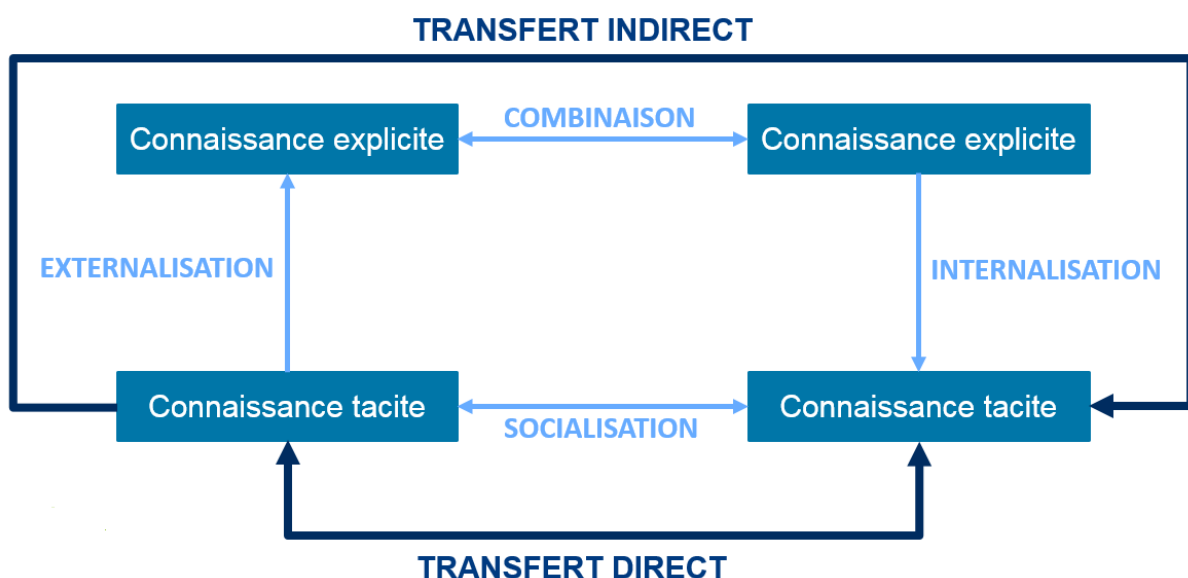 TRANSFERT INDIRECT
COMBINAISON
Connaissance explicite
Connaissance explicite
EXTERNALISATION
INTERNALISATION
Connaissance tacite
Connaissance tacite
SOCIALISATION
TRANSFERT DIRECT